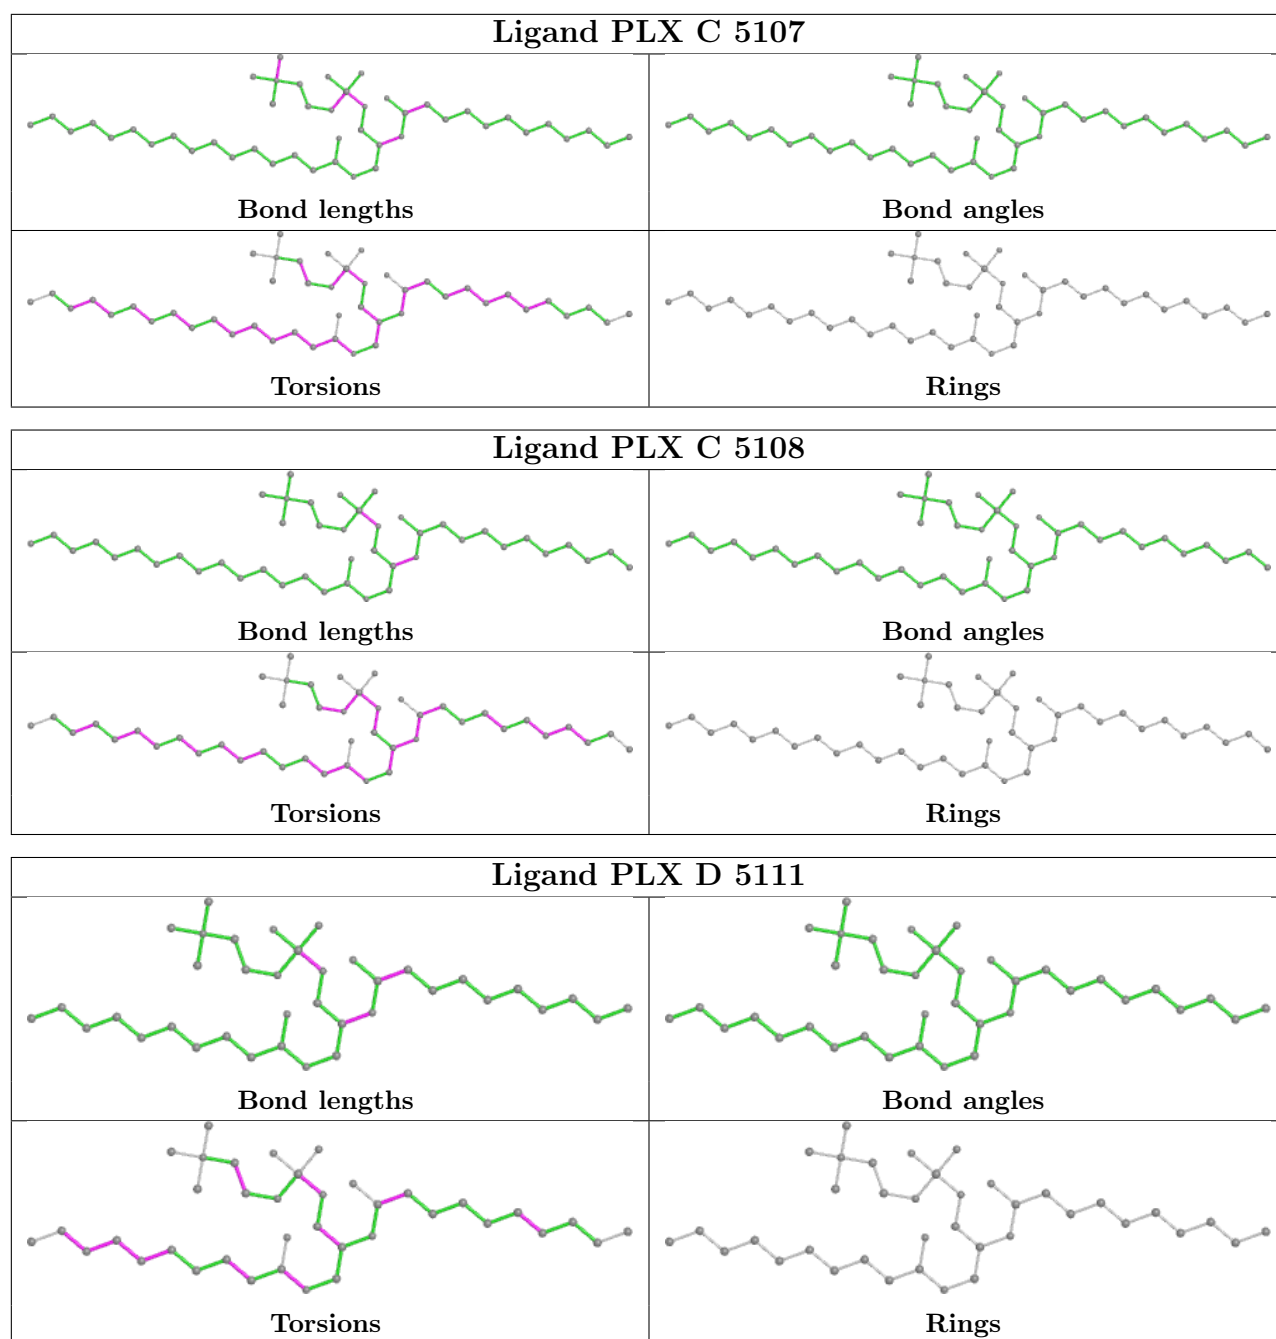 Ligand PLX C 5107
Bond lengths
Bond angles
Torsions
Rings
Ligand PLX C 5108
Bond lengths
Bond angles
Torsions
Rings
Ligand PLX D 5111
Bond lengths
Bond angles
Torsions
Rings